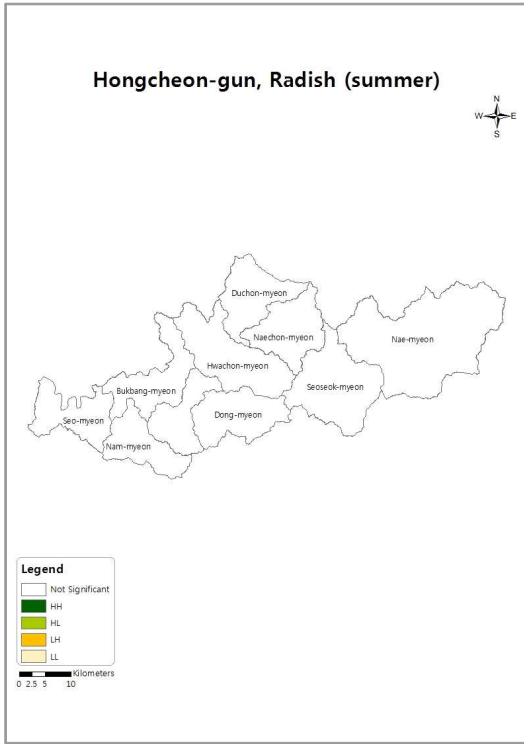 Hongcheon-gun, Radish (summer)
N
W E
S
Duchon-myeon
Naechon-myeon
Nae-myeon
Hwachon-myeon
Seoseok-myeon
Bukbang-myeon
Dong-myeon
Seo-myeon
Nam-myeon
Legend
Not Significant
HH
HL
LH
LL
Kilometers
0 2.5 5 10